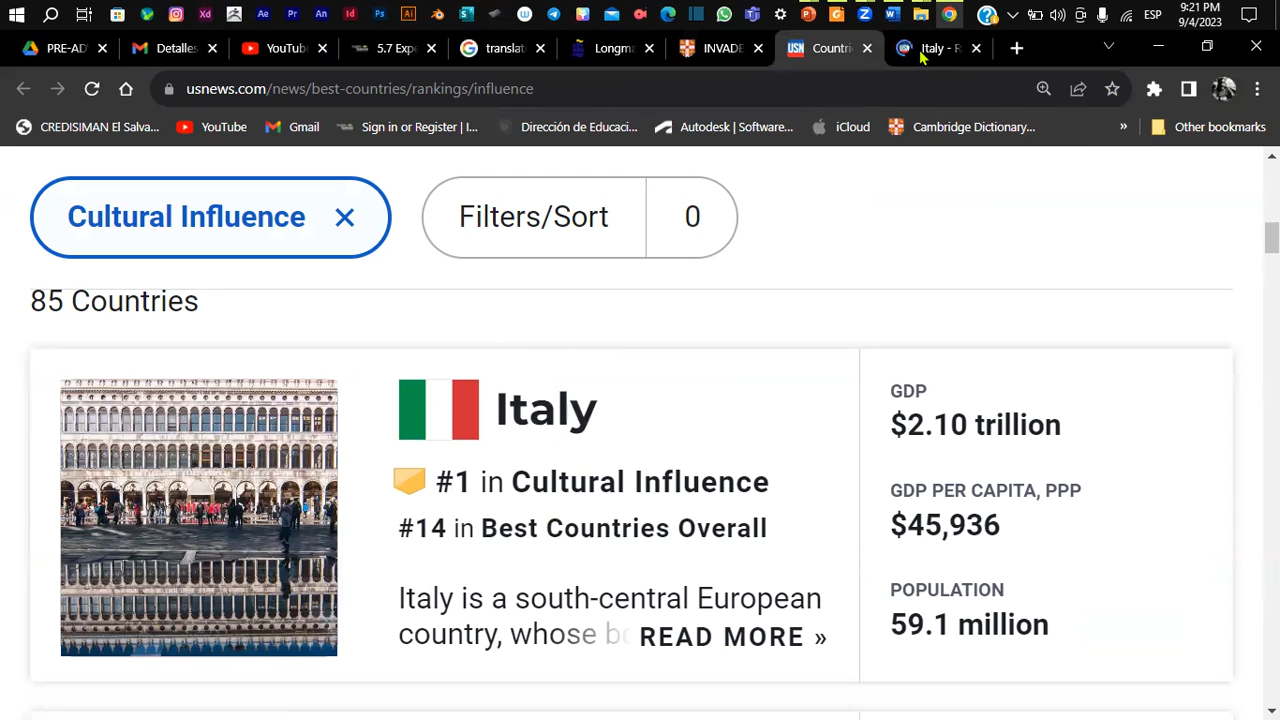 9:21 PM
ESP
9/4/2023
PRE-AD
Detalles
YouTub
5.7 Exp
translat
Longm
INVADE
Countri
Italy - R
usnews.com/news/best-countries/rankings/influence
CREDISIMAN El Salva...
YouTube
Gmail
Sign in or Register | I...
Dirección de Educaci...
Autodesk | Software...
iCloud
Cambridge Dictionary...
»
Other bookmarks
Cultural Influence ×
Filters/Sort 0
85 Countries
Italy
#1 in Cultural Influence
#14 in Best Countries Overall
Italy is a south-central European
country, whose bo READ MORE »
GDP
$2.10 trillion
GDP PER CAPITA, PPP
$45,936
POPULATION
59.1 million